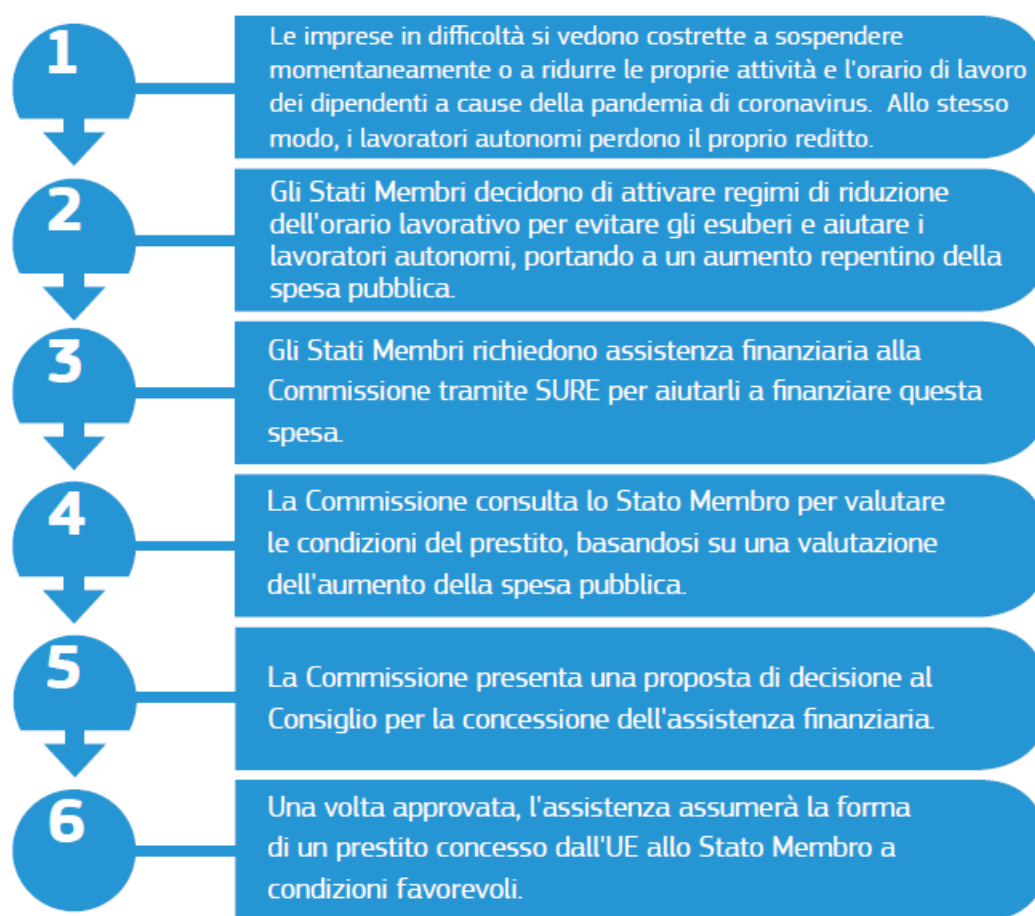 1
Le imprese in difficoltà si vedono costrette a sospendere
momentaneamente o a ridurre le proprie attività e l'orario di lavoro
dei dipendenti a cause della pandemia di coronavirus. Allo stesso
modo, i lavoratori autonomi perdono il proprio reditto.
2
Gli Stati Membri decidono di attivare regimi di riduzione
dell'orario lavorativo per evitare gli esuberi e aiutare i
lavoratori autonomi, portando a un aumento repentino della
spesa pubblica.
3
Gli Stati Membri richiedono assistenza finanziaria alla
Commissione tramite SURE per aiutarli a finanziare questa
spesa.
4
La Commissione consulta lo Stato Membro per valutare
le condizioni del prestito, basandosi su una valutazione
dell'aumento della spesa pubblica.
5
La Commissione presenta una proposta di decisione al
Consiglio per la concessione dell'assistenza finanziaria.
6
Una volta approvata, l'assistenza assumerà la forma
di un prestito concesso dall'UE allo Stato Membro a
condizioni favorevoli.